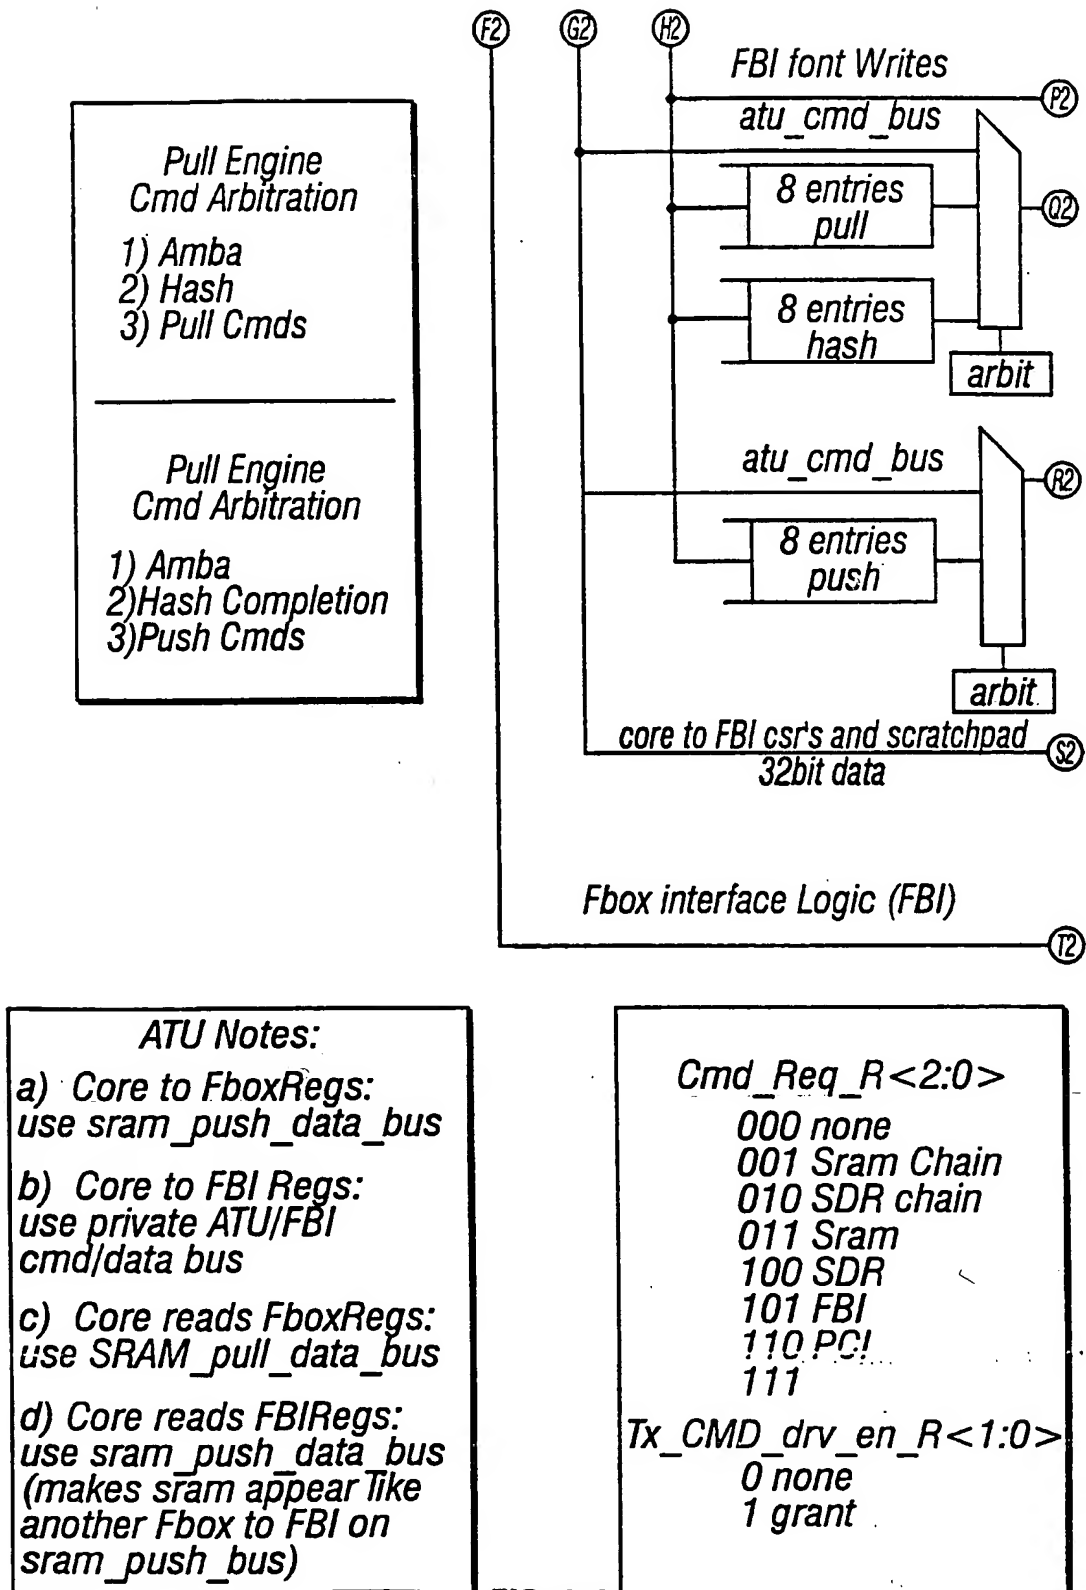 F2 G2 H2
FBI font Writes
P2
atu_cmd_bus
8 entries
pull
Q2
8 entries
hash
arbit
Pull Engine
Cmd Arbitration
1) Amba
2) Hash
3) Pull Cmds
Pull Engine
Cmd Arbitration
1) Amba
2)Hash Completion
3)Push Cmds
atu_cmd_bus
R2
8 entries
push
arbit
core to FBI csr's and scratchpad
S2
32bit data
Fbox interface Logic (FBI)
T2
ATU Notes:
a) Core to FboxRegs:
use sram_push_data_bus
b) Core to FBI Regs:
use private ATU/FBI
cmd/data bus
c) Core reads FboxRegs:
use SRAM_pull_data_bus
d) Core reads FBIRegs:
use sram_push_data_bus
(makes sram appear like
another Fbox to FBI on
sram_push_bus)
Cmd_Req_R<2:0>
000 none
001 Sram Chain
010 SDR chain
011 Sram
100 SDR
101 FBI
110 PCI
111
Tx_CMD_drv_en_R<1:0>
0 none
1 grant